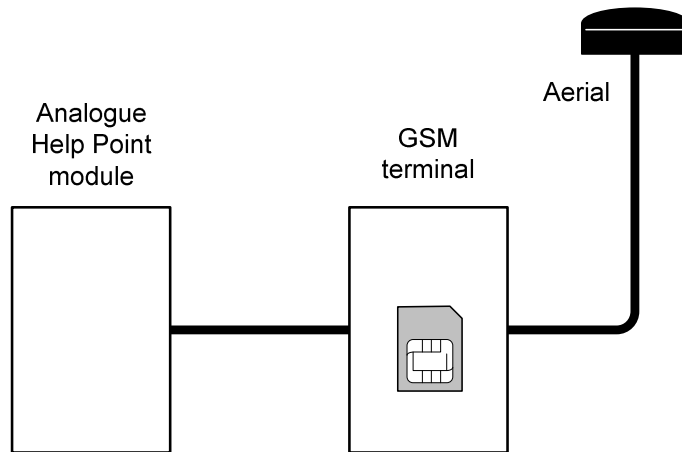 Analogue
Help Point
module
GSM
terminal
Aerial